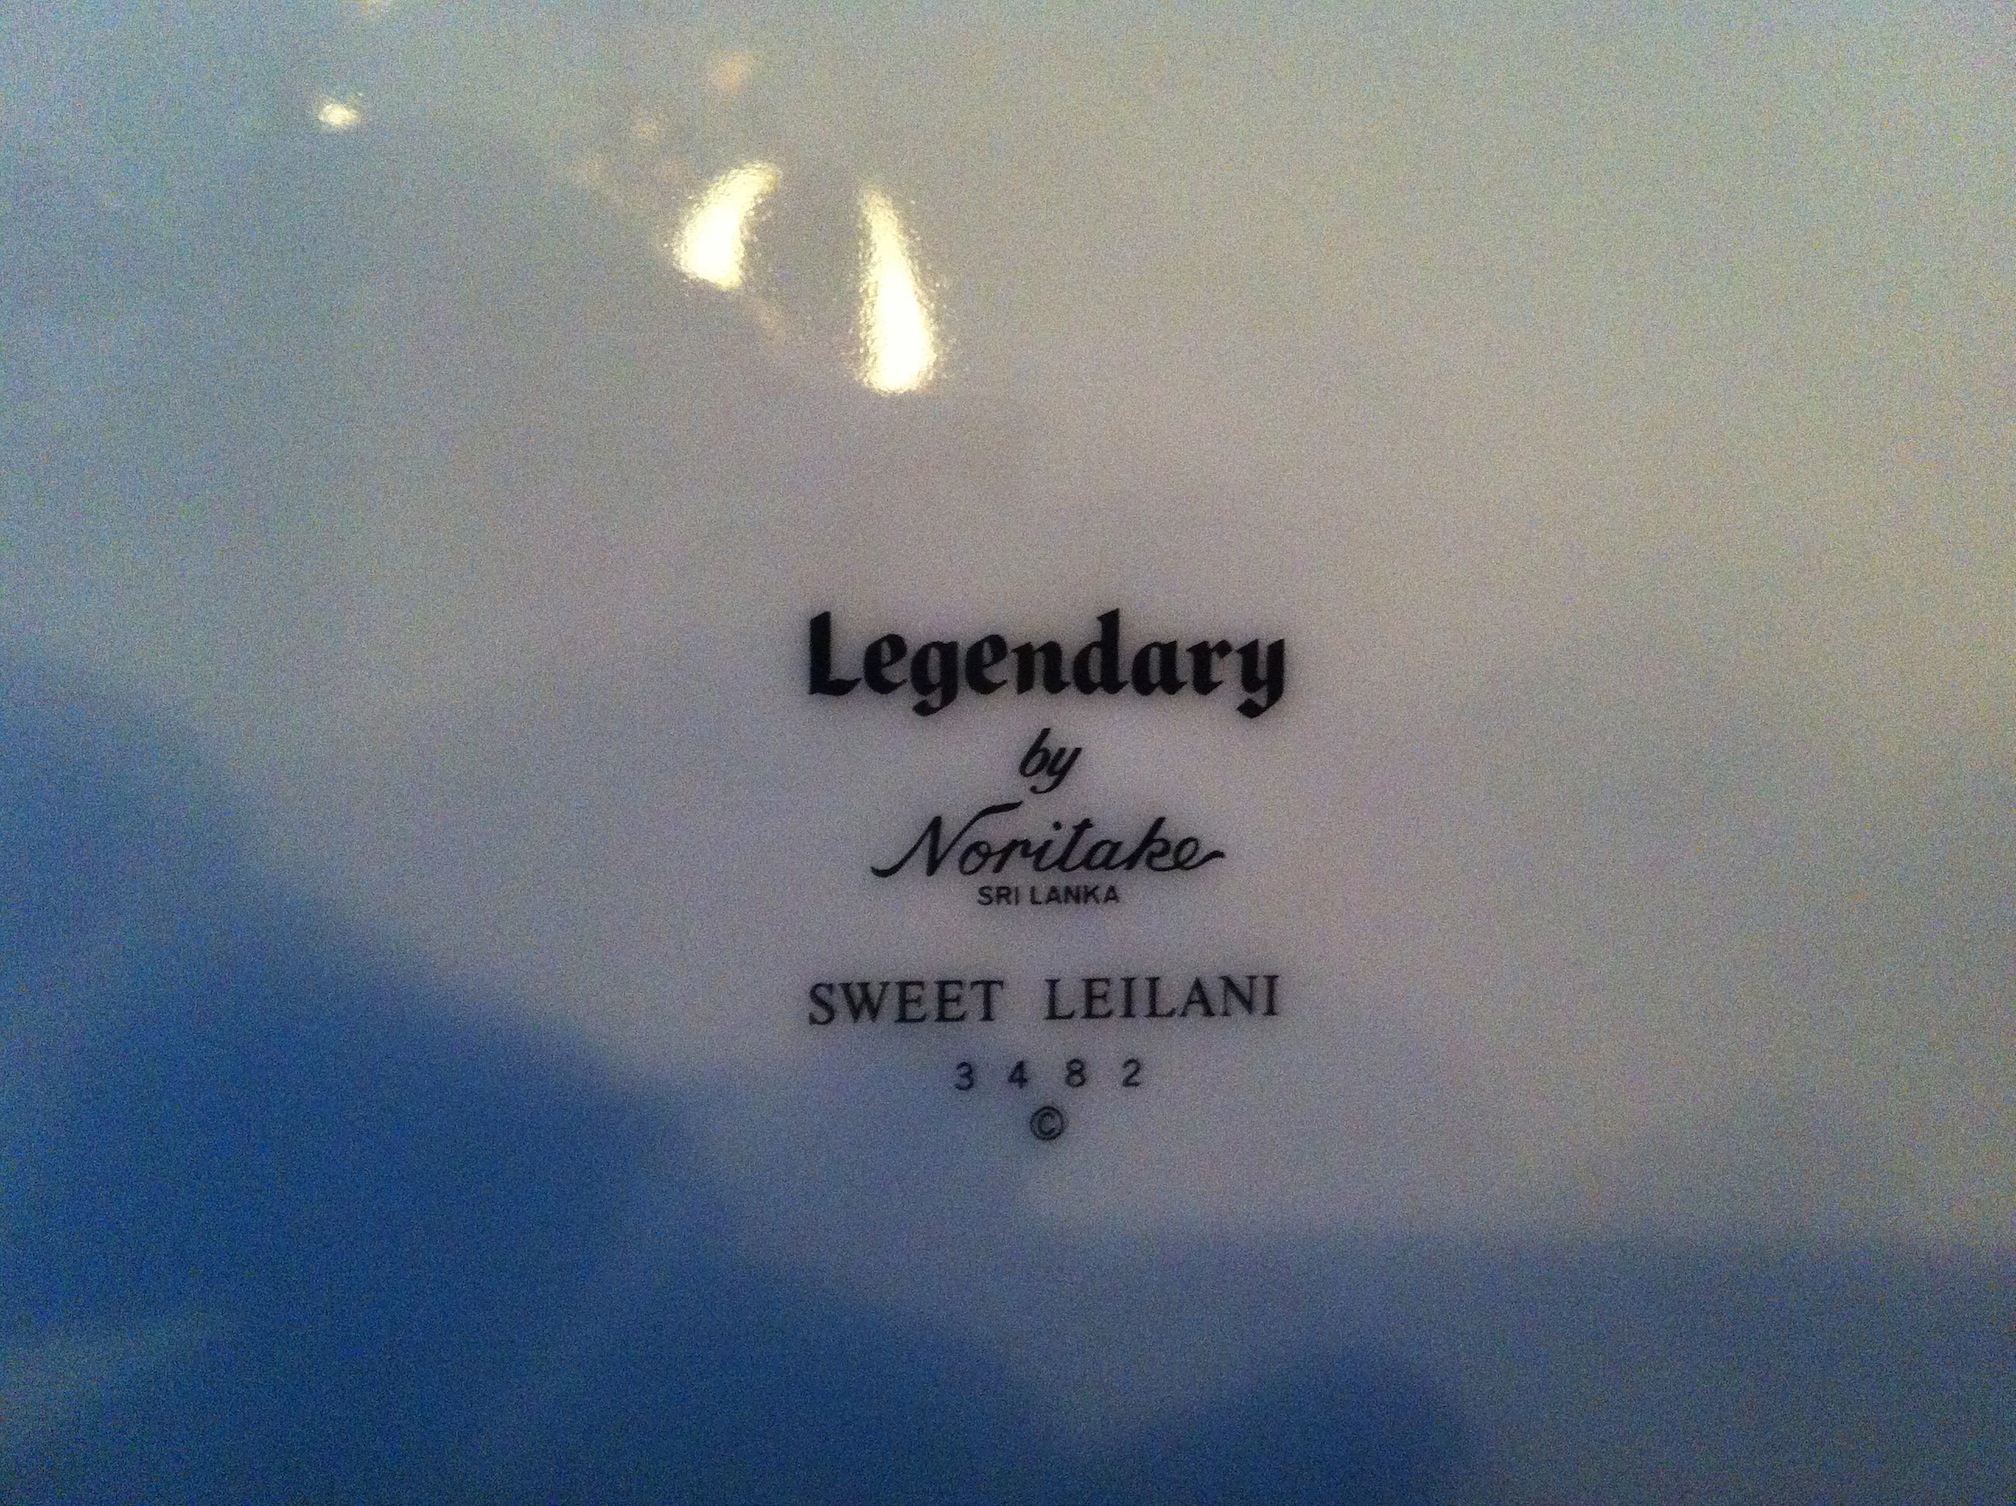 Legendary
by
Noritake
SRI LANKA
SWEET LEILANI
3482
©